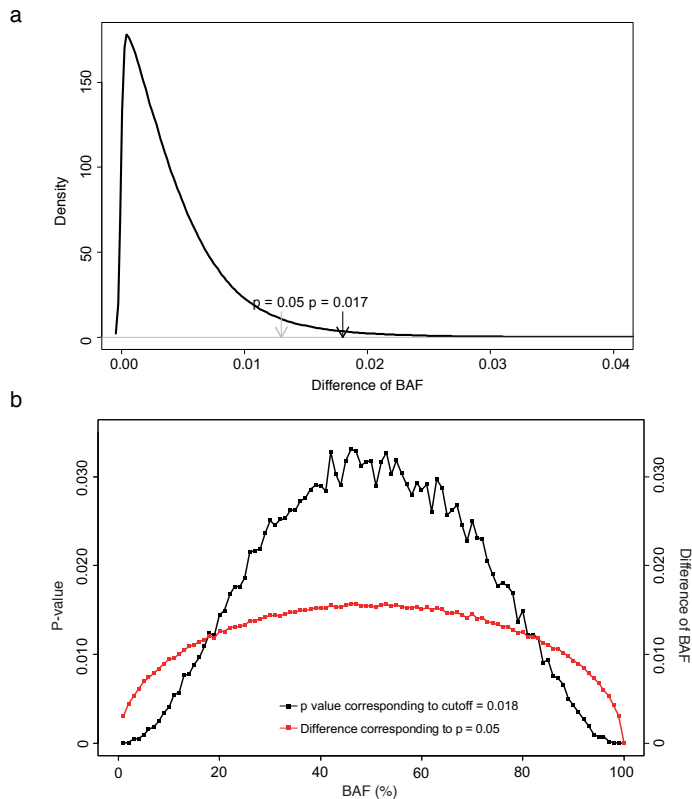 a
150
100
50
0
Density
p = 0.05 p = 0.017
0.00 0.01 0.02 0.03 0.04
Difference of BAF
b
0.030
0.020
0.010
0
P-value
0.030
0.020
0.010
0
Difference of BAF
p value corresponding to cutoff = 0.018
Difference corresponding to p = 0.05
0 20 40 60 80 100
BAF (%)